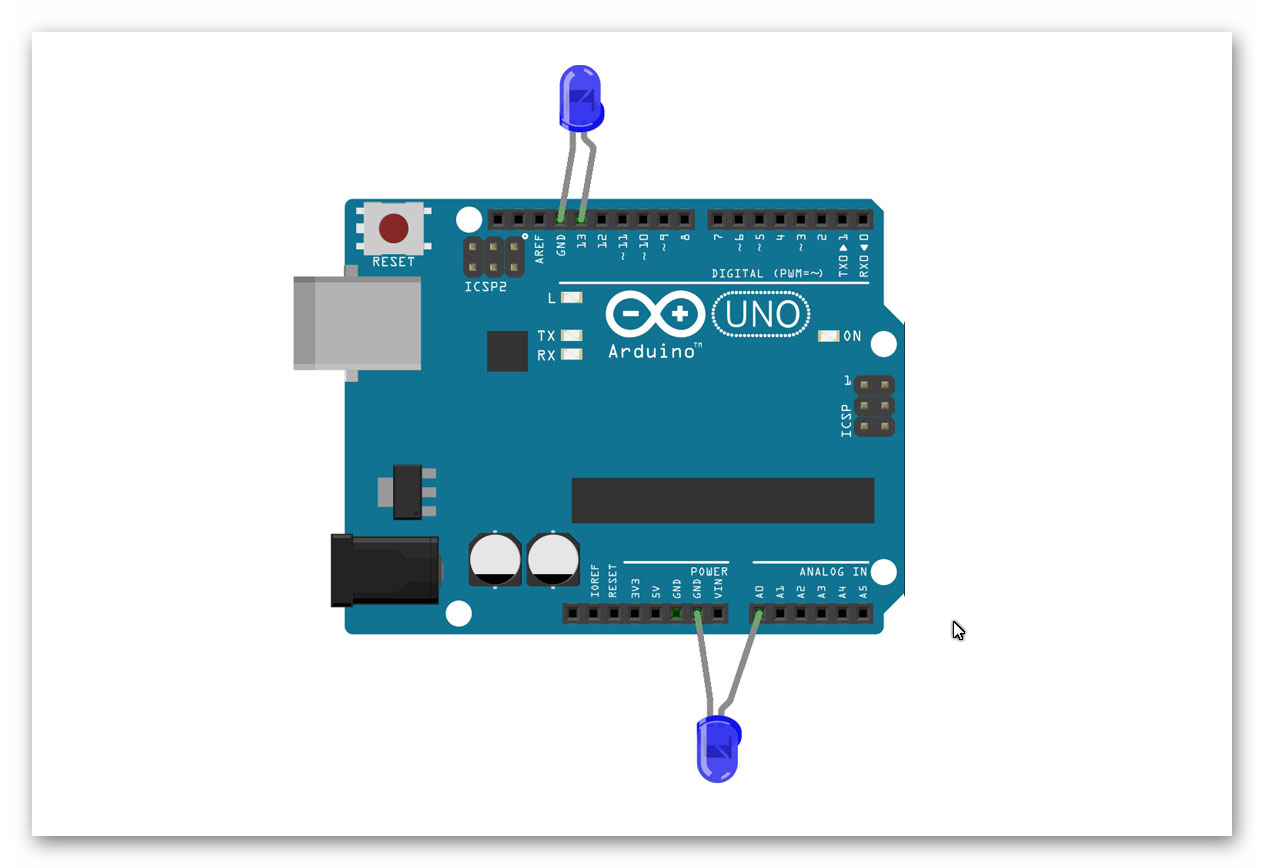 RESET
ICSP2
AREF
GND
13
12
~11
~10
~9
8
7
~6
~5
4
~3
2
TX0▶1
RX0◀0
DIGITAL (PWM=~)
L
TX
RX
UNO
Arduino™
ON
1
ICSP
POWER
ANALOG IN
IOREF
RESET
3V3
5V
GND
GND
VIN
A0
A1
A2
A3
A4
A5